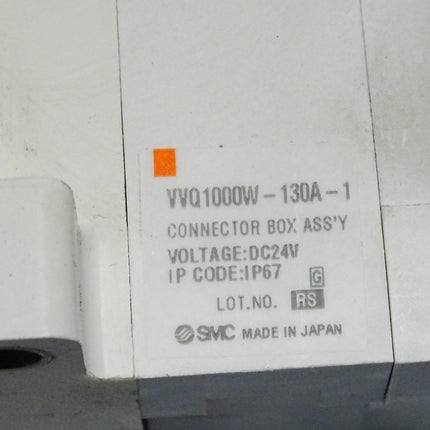 VVQ1000W-130A-1
CONNECTOR BOX ASS'Y
VOLTAGE:DC24V
IP CODE:IP67 G
LOT.NO. RS
SMC MADE IN JAPAN